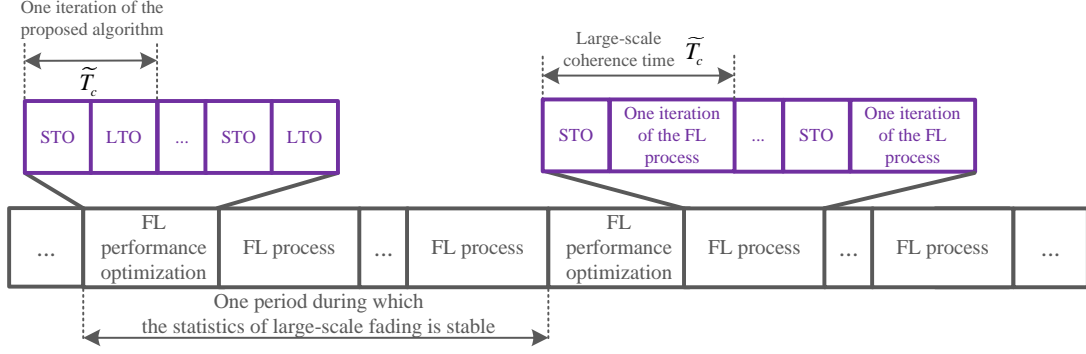 One iteration of the
proposed algorithm
T̃c
STO
LTO
...
STO
LTO
Large-scale
coherence time
T̃c
STO
One iteration
of the FL
process
...
STO
One iteration
of the FL
process
...
FL
performance
optimization
FL process
...
FL process
FL
performance
optimization
FL process
...
FL process
...
One period during which
the statistics of large-scale fading is stable